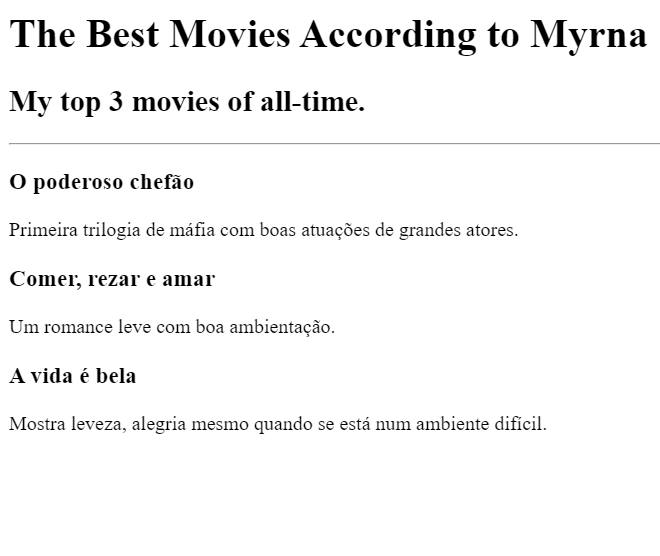 The Best Movies According to Myrna
My top 3 movies of all-time.
O poderoso chefão
Primeira trilogia de máfia com boas atuações de grandes atores.
Comer, rezar e amar
Um romance leve com boa ambientação.
A vida é bela
Mostra leveza, alegria mesmo quando se está num ambiente difícil.